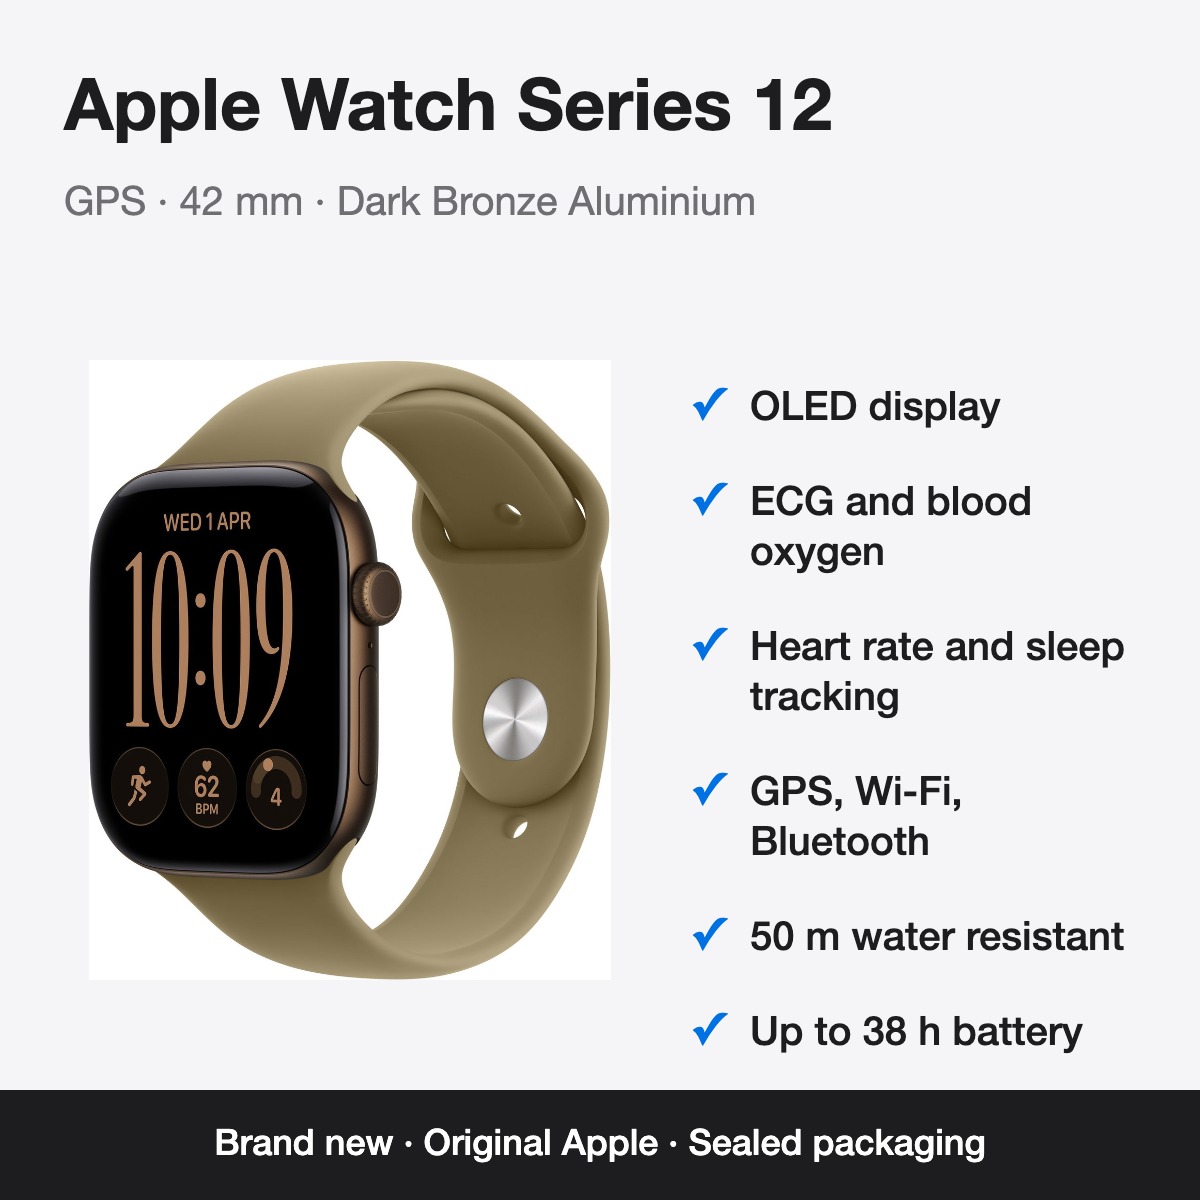 Apple Watch Series 12
GPS · 42 mm · Dark Bronze Aluminium
WED 1 APR
10:09
62
BPM
4
✓ OLED display
✓ ECG and blood
oxygen
✓ Heart rate and sleep
tracking
✓ GPS, Wi-Fi,
Bluetooth
✓ 50 m water resistant
✓ Up to 38 h battery
Brand new · Original Apple · Sealed packaging